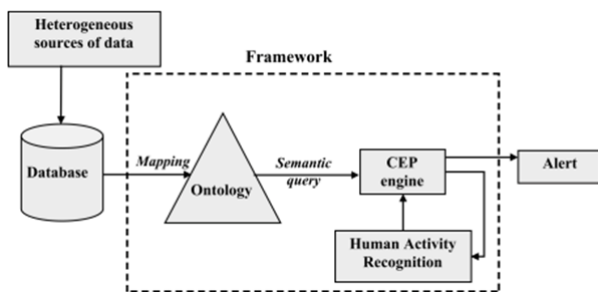 Heterogeneous
sources of data
Framework
Database
Mapping
Ontology
Semantic
query
CEP
engine
Alert
Human Activity
Recognition